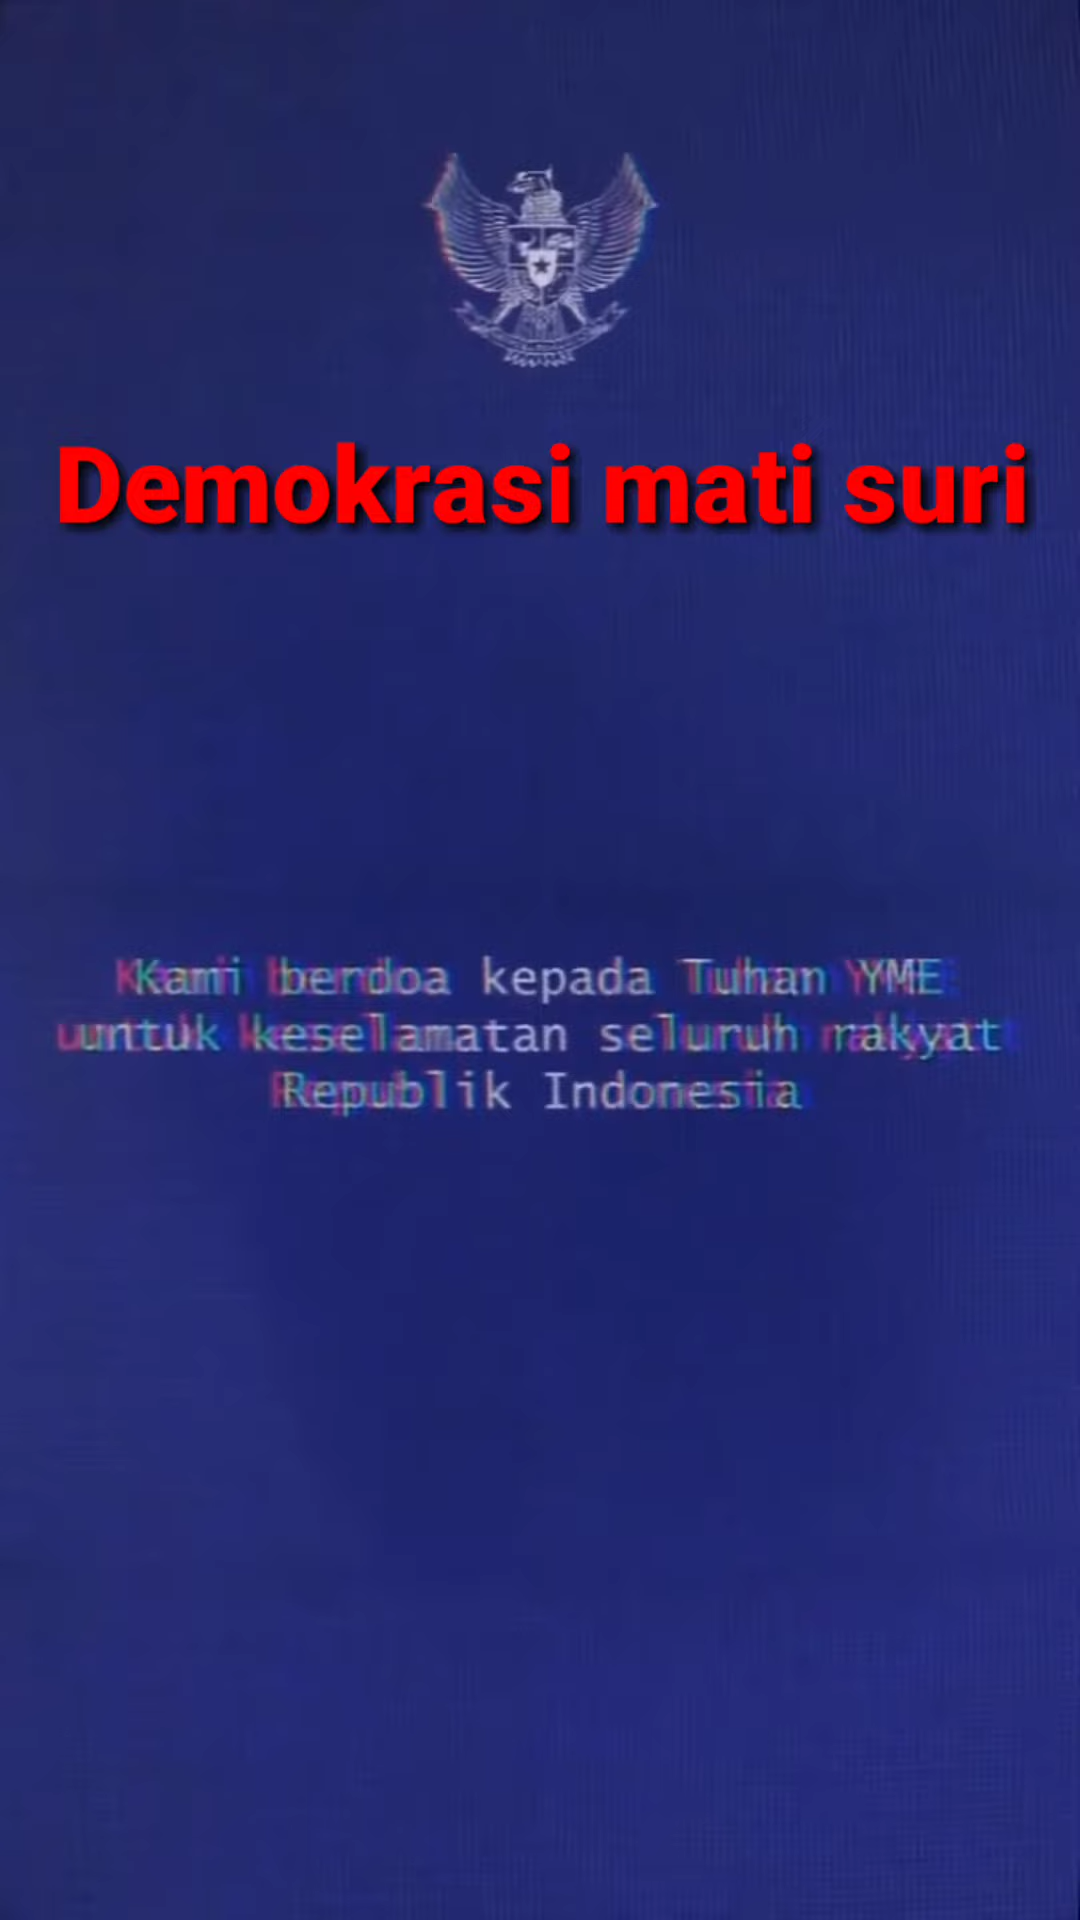 Demokrasi mati suri
Kami berdoa kepada Tuhan YME
untuk keselamatan seluruh rakyat
Republik Indonesia